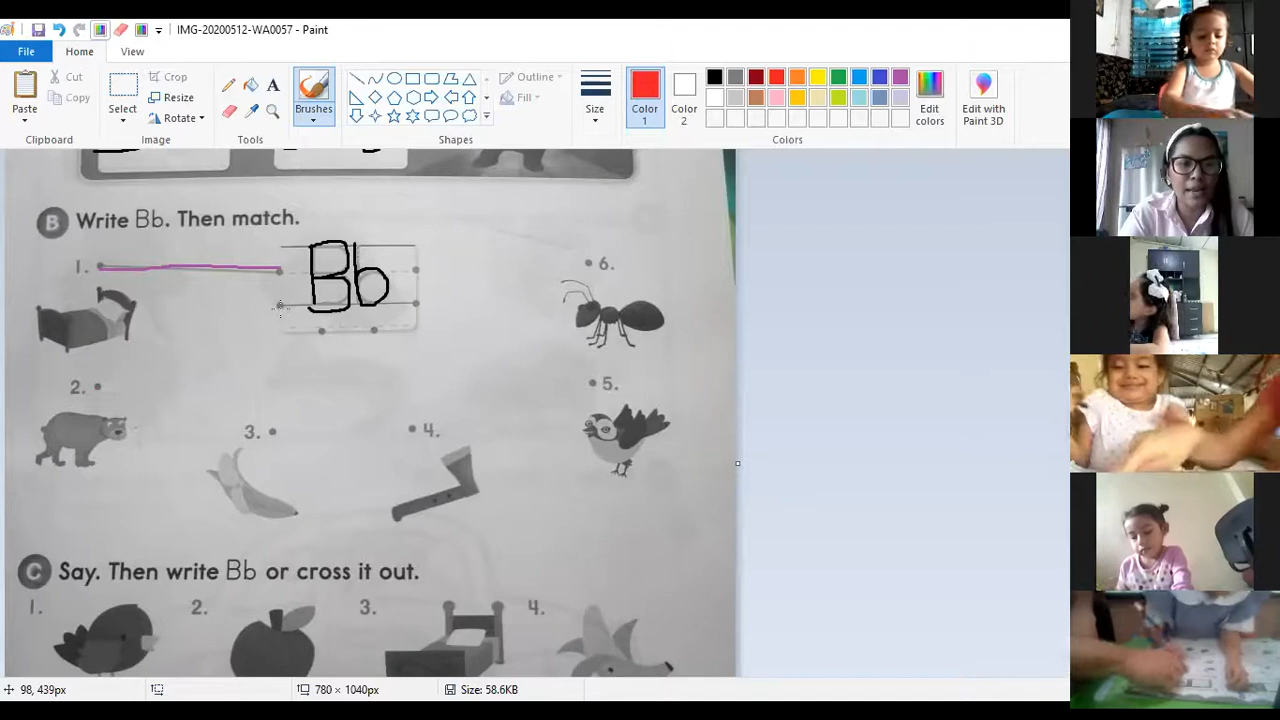 IMG-20200512-WA0057 - Paint
File Home View
Paste
Cut
Copy
Clipboard
Select
Crop
Resize
Rotate
Image
Tools
Brushes
Shapes
Outline
Fill
Size
Color 1
Color 2
Colors
Edit colors
Edit with Paint 3D
B Write Bb. Then match.
1.
Bb
6.
2.
5.
3.
4.
C Say. Then write Bb or cross it out.
1. 2. 3. 4.
98, 439px 780 × 1040px Size: 58.6KB